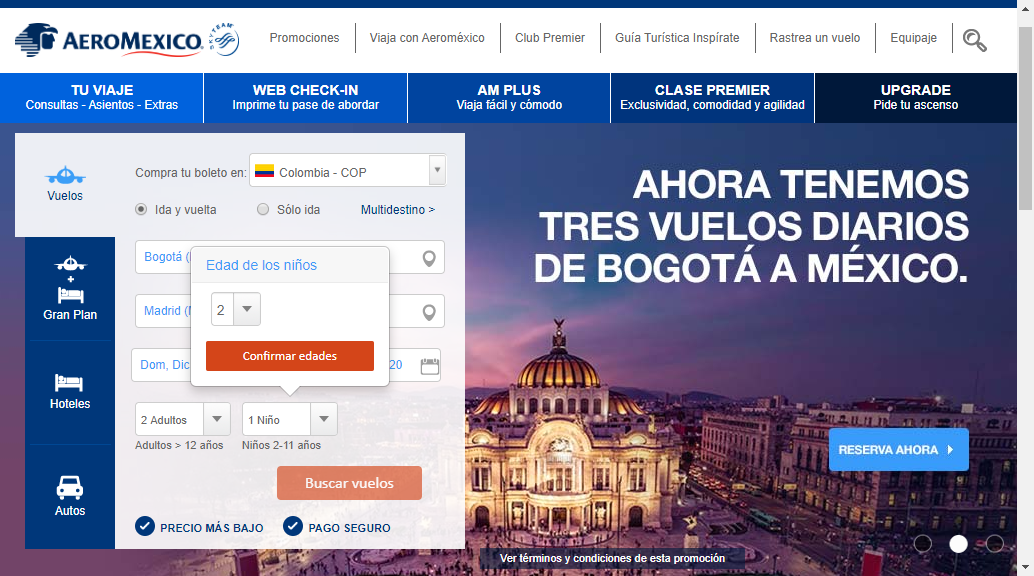 AEROMEXICO
SKYTEAM
Promociones
Viaja con Aeroméxico
Club Premier
Guía Turística Inspírate
Rastrea un vuelo
Equipaje
TU VIAJE
Consultas - Asientos - Extras
WEB CHECK-IN
Imprime tu pase de abordar
AM PLUS
Viaja fácil y cómodo
CLASE PREMIER
Exclusividad, comodidad y agilidad
UPGRADE
Pide tu ascenso
Vuelos
Gran Plan
Hoteles
Autos
Compra tu boleto en:
Colombia - COP
Ida y vuelta
Sólo ida
Multidestino >
Bogotá (
Edad de los niños
2
Madrid (
Confirmar edades
Dom, Dic
20
2 Adultos
1 Niño
Adultos > 12 años
Niños 2-11 años
Buscar vuelos
PRECIO MÁS BAJO
PAGO SEGURO
AHORA TENEMOS
TRES VUELOS DIARIOS
DE BOGOTÁ A MÉXICO.
RESERVA AHORA
Ver términos y condiciones de esta promoción